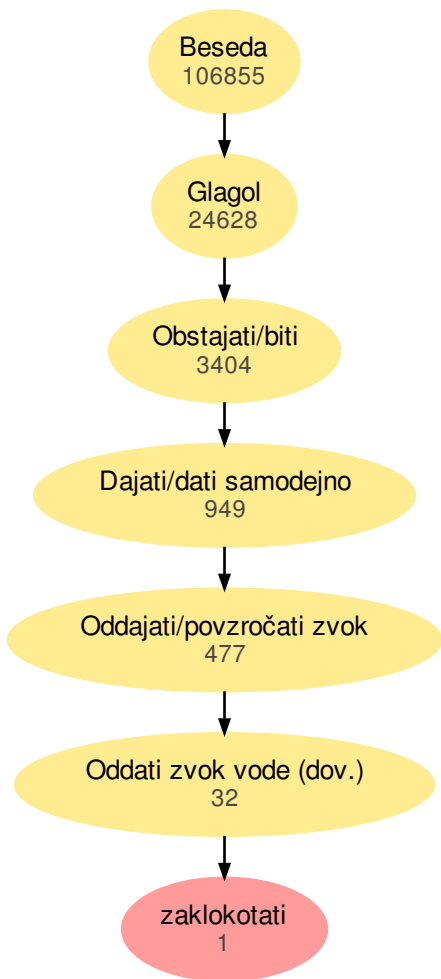 Beseda
106855
Glagol
24628
Obstajati/biti
3404
Dajati/dati samodejno
949
Oddajati/povzročati zvok
477
Oddati zvok vode (dov.)
32
zaklokotati
1